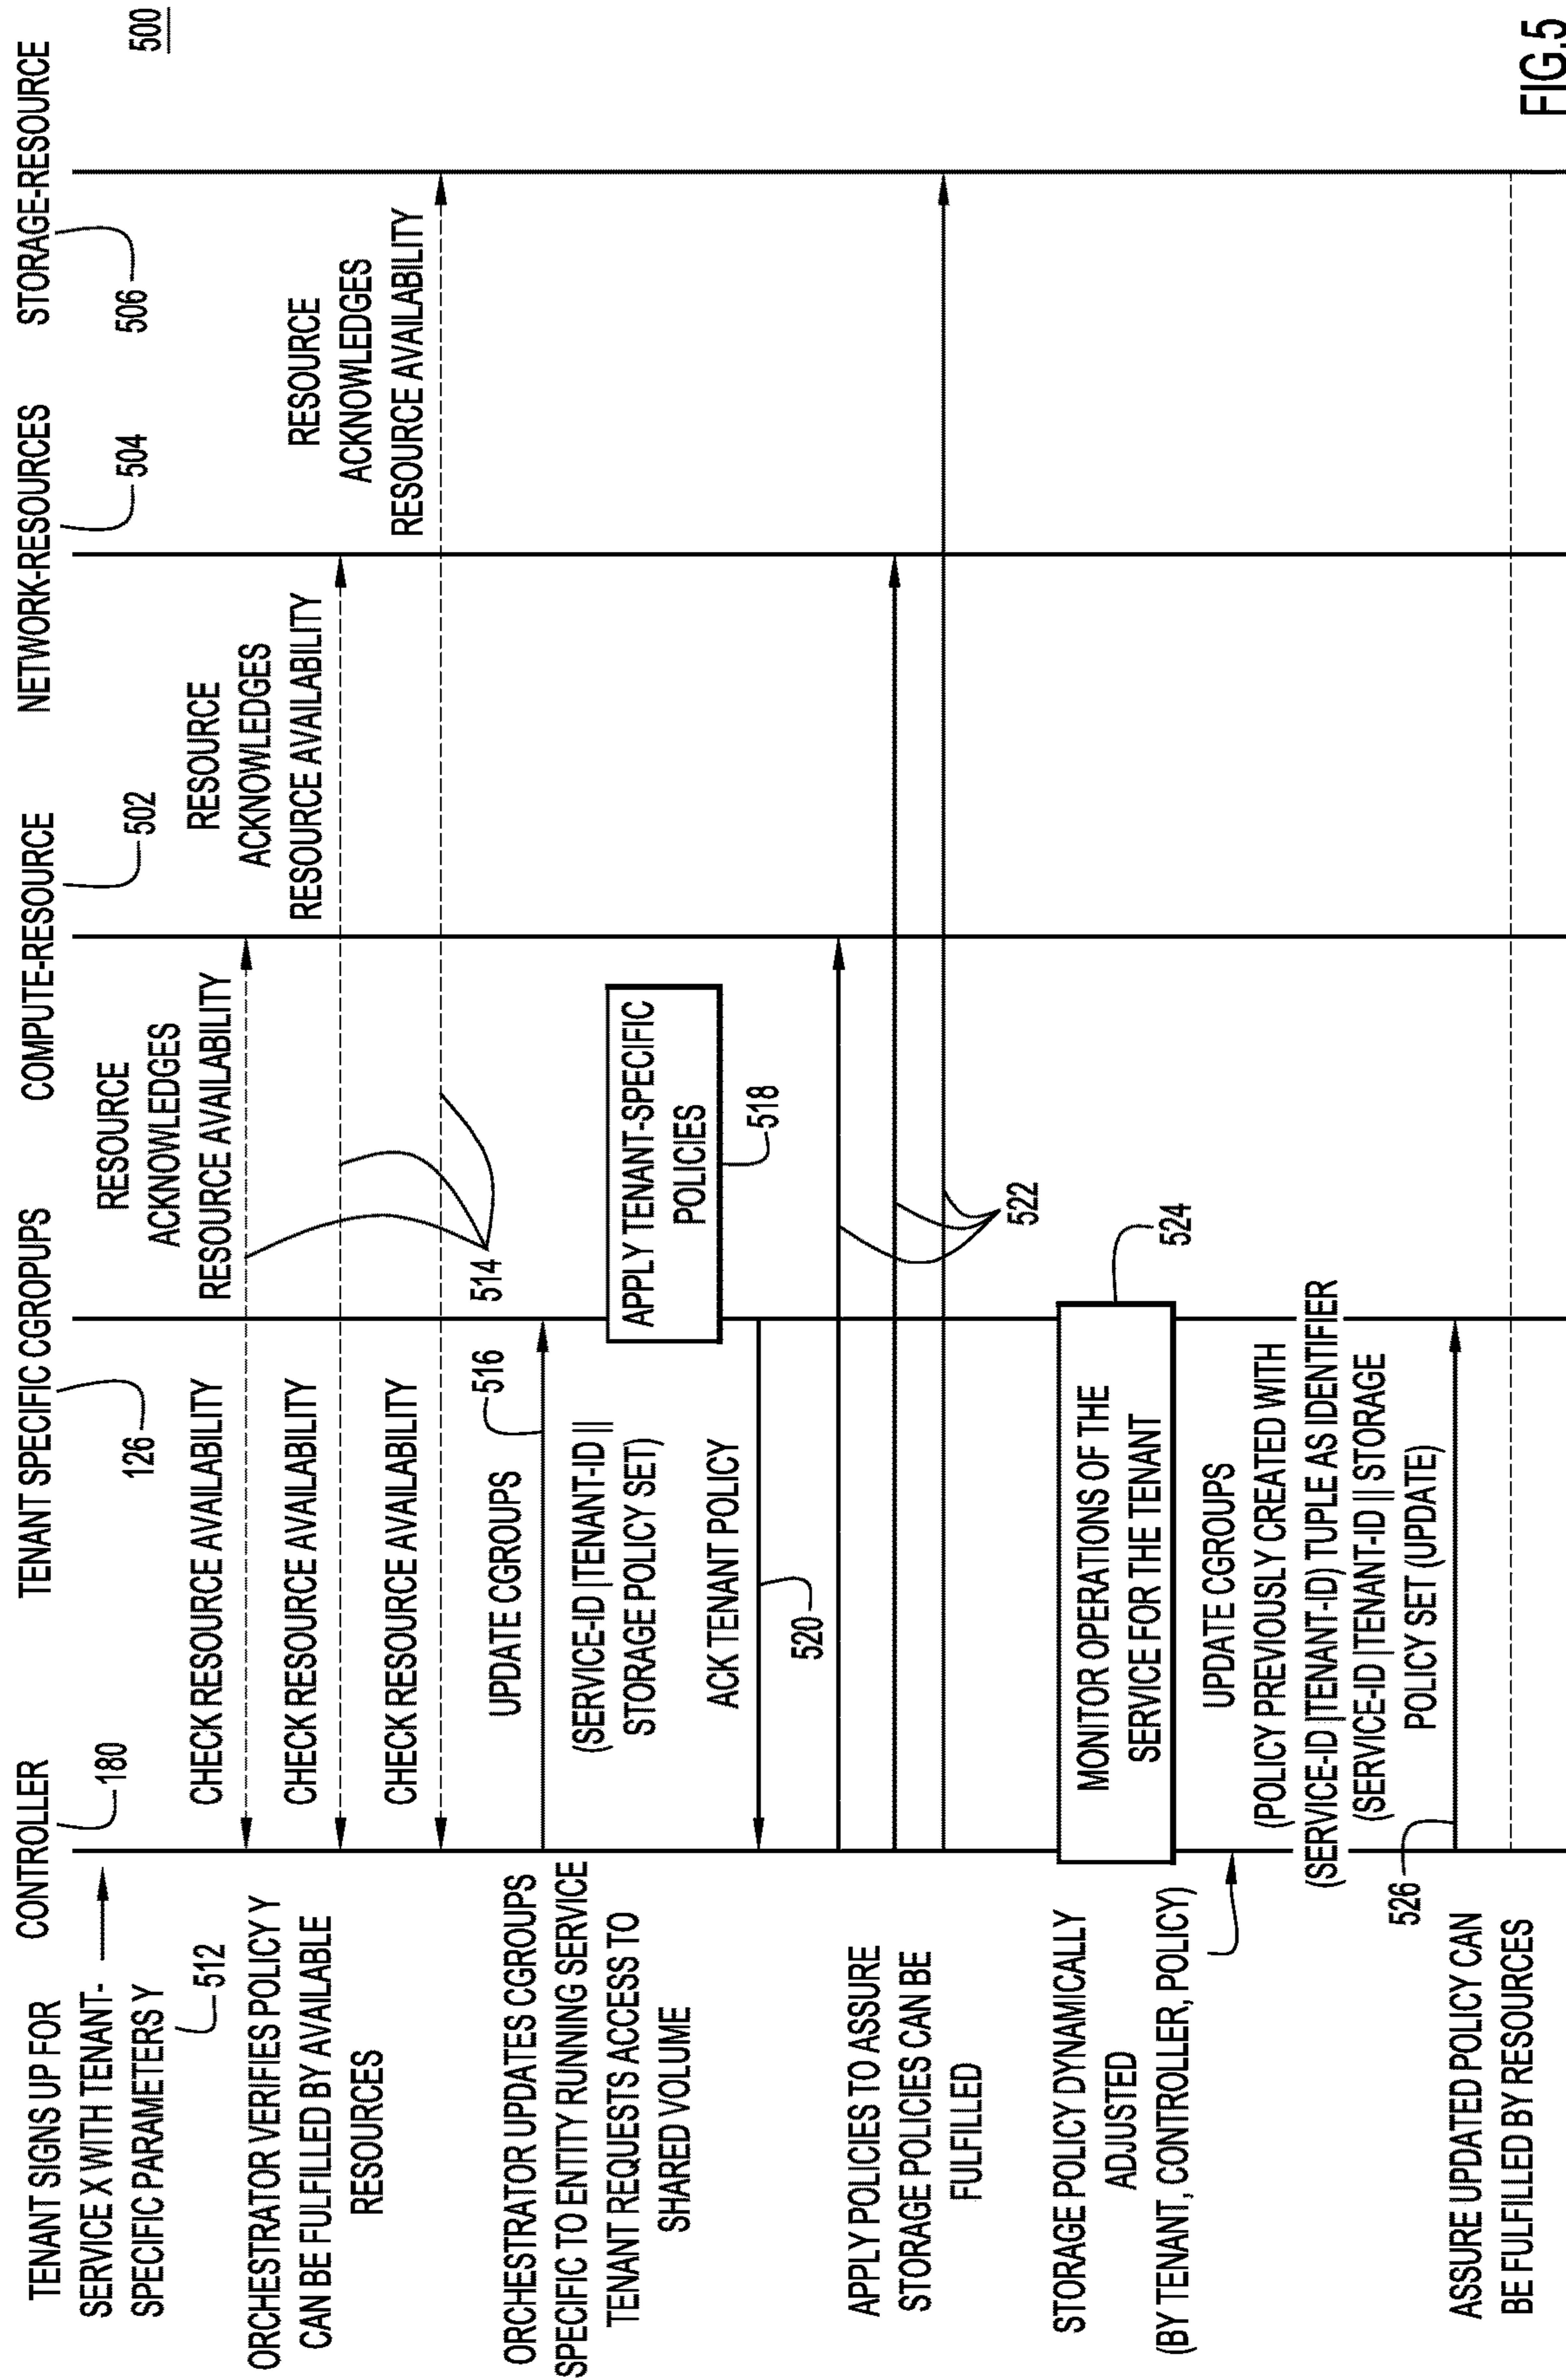 500
CONTROLLER
180
TENANT SPECIFIC CGROPUPS
126
COMPUTE-RESOURCE
502
NETWORK-RESOURCES
504
STORAGE-RESOURCE
506
TENANT SIGNS UP FOR
SERVICE X WITH TENANT-
SPECIFIC PARAMETERS Y
512
ORCHESTRATOR VERIFIES POLICY Y
CAN BE FULFILLED BY AVAILABLE
RESOURCES
CHECK RESOURCE AVAILABILITY
RESOURCE
ACKNOWLEDGES
RESOURCE AVAILABILITY
CHECK RESOURCE AVAILABILITY
RESOURCE
ACKNOWLEDGES
RESOURCE AVAILABILITY
CHECK RESOURCE AVAILABILITY
RESOURCE
ACKNOWLEDGES
RESOURCE AVAILABILITY
514
ORCHESTRATOR UPDATES CGROUPS
SPECIFIC TO ENTITY RUNNING SERVICE
TENANT REQUESTS ACCESS TO
SHARED VOLUME
UPDATE CGROUPS
516
(SERVICE-ID |TENANT-ID ||
STORAGE POLICY SET)
APPLY TENANT-SPECIFIC
POLICIES
518
ACK TENANT POLICY
520
APPLY POLICIES TO ASSURE
STORAGE POLICIES CAN BE
FULFILLED
522
STORAGE POLICY DYNAMICALLY
ADJUSTED
(BY TENANT, CONTROLLER, POLICY)
MONITOR OPERATIONS OF THE
SERVICE FOR THE TENANT
524
UPDATE CGROUPS
(POLICY PREVIOUSLY CREATED WITH
(SERVICE-ID |TENANT-ID) TUPLE AS IDENTIFIER
(SERVICE-ID |TENANT-ID || STORAGE
POLICY SET (UPDATE)
526
ASSURE UPDATED POLICY CAN
BE FULFILLED BY RESOURCES
FIG.5